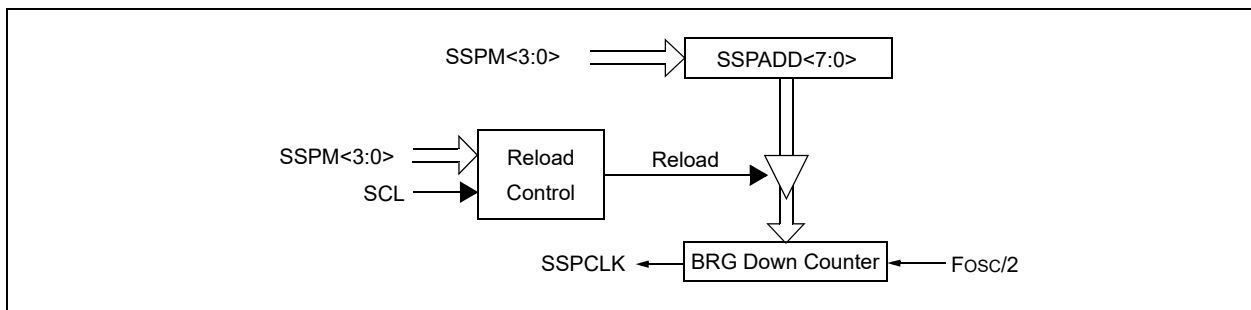 SSPM<3:0>
SSPADD<7:0>
SSPM<3:0>
SCL
Reload
Control
Reload
SSPCLK
BRG Down Counter
FOSC/2